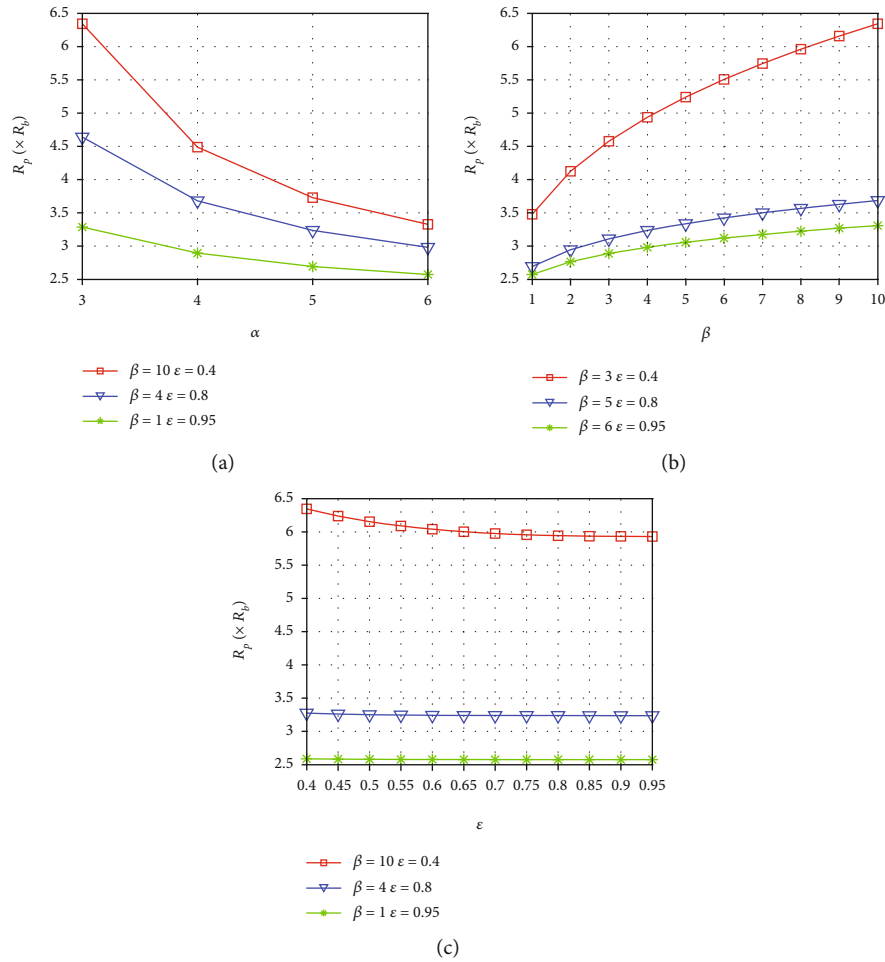 6.5
6
5.5
5
4.5
4
3.5
3
2.5
R_p (× R_b)
3 4 5 6
α
β = 10 ε = 0.4
β = 4 ε = 0.8
β = 1 ε = 0.95
(a)
6.5
6
5.5
5
4.5
4
3.5
3
2.5
R_p (× R_b)
1 2 3 4 5 6 7 8 9 10
β
β = 3 ε = 0.4
β = 5 ε = 0.8
β = 6 ε = 0.95
(b)
6.5
6
5.5
5
4.5
4
3.5
3
2.5
R_p (× R_b)
0.4 0.45 0.5 0.55 0.6 0.65 0.7 0.75 0.8 0.85 0.9 0.95
ε
β = 10 ε = 0.4
β = 4 ε = 0.8
β = 1 ε = 0.95
(c)